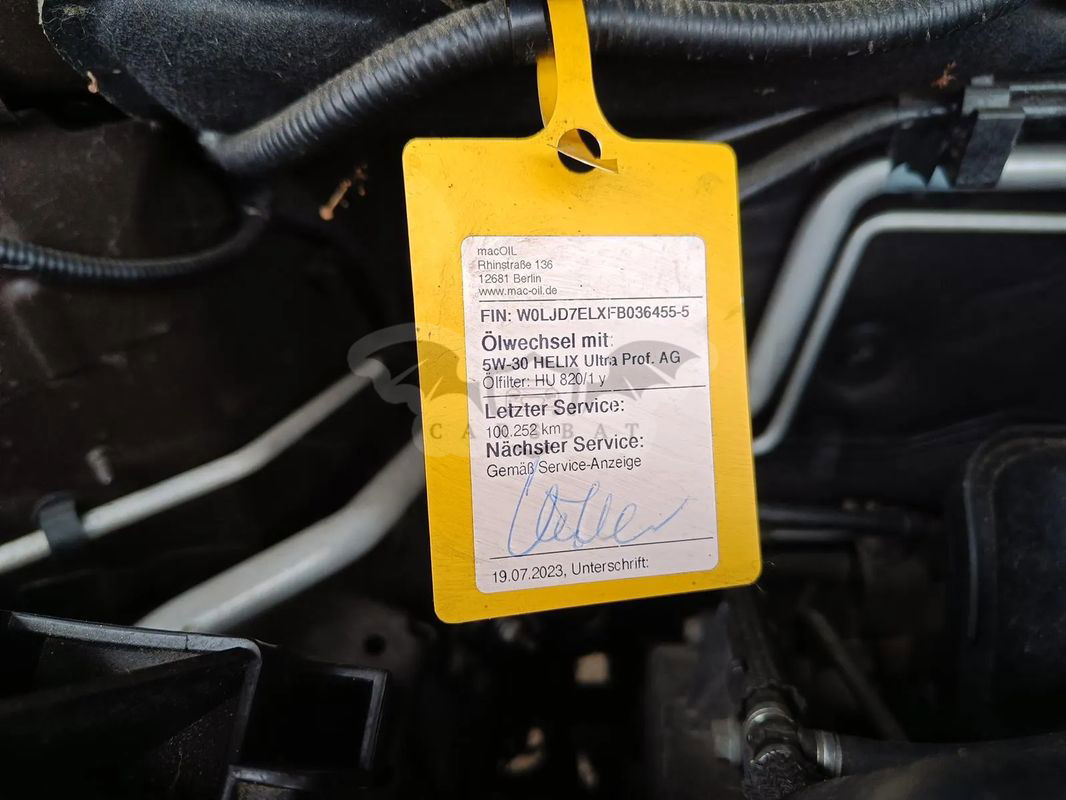 macOIL
Rhinstraße 136
12681 Berlin
www.mac-oil.de
FIN: W0LJD7ELXFB036455-5
Ölwechsel mit:
5W-30 HELIX Ultra Prof. AG
Ölfilter: HU 820/1 y
Letzter Service:
100.252 km
CARBAT
Nächster Service:
Gemäß Service-Anzeige
19.07.2023, Unterschrift: